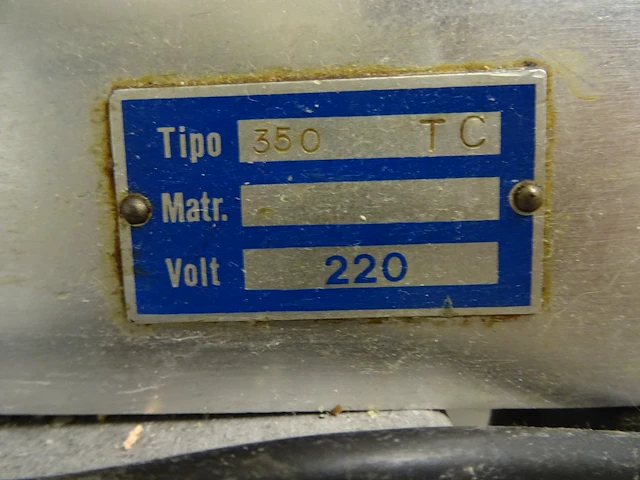 Tipo 350 TC
Matr.
Volt 220